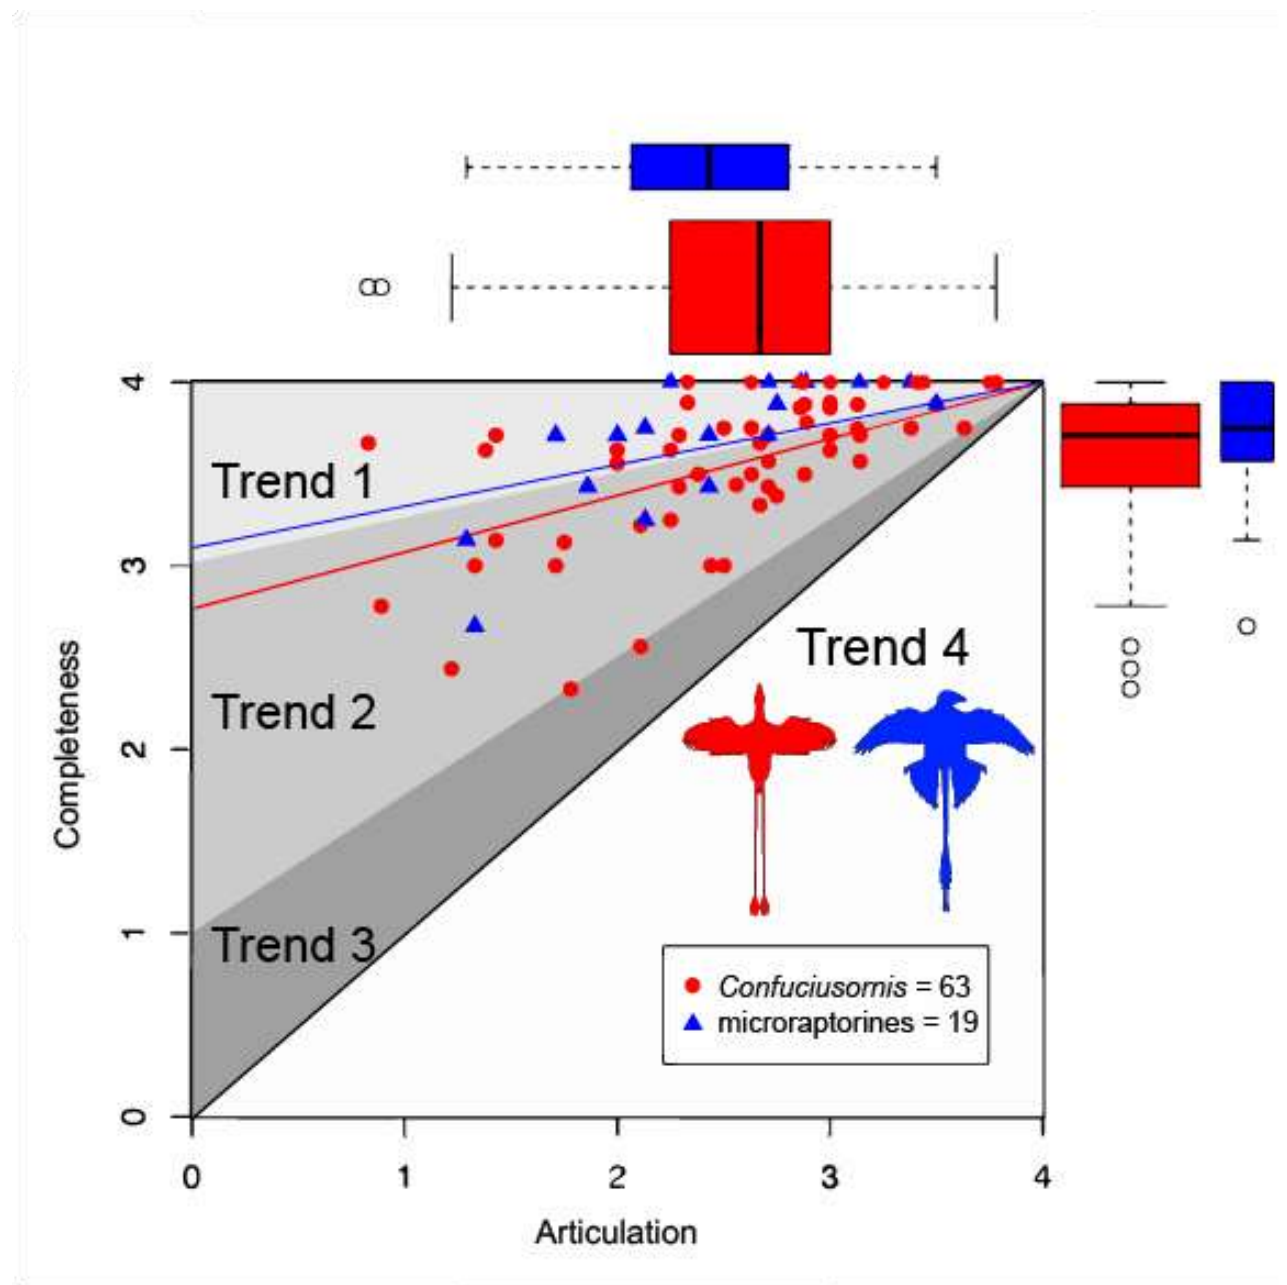 4
Trend 1
3
Trend 4
Trend 2
Completeness
2
1
Trend 3
Confuciusornis = 63
microraptorines = 19
0
0 1 2 3 4
Articulation